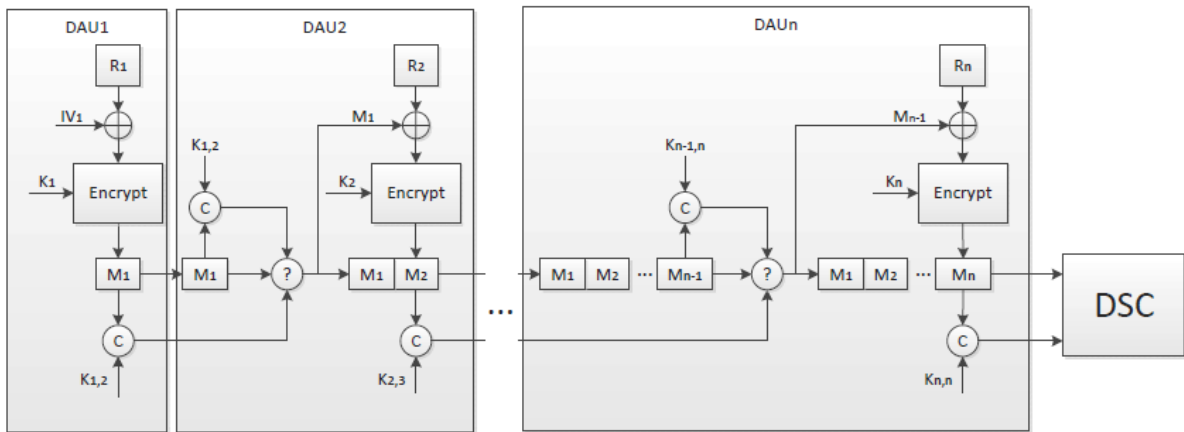 DAU1 DAU2 DAUn
R1 R2 Rn
IV1 M1 Mn-1
K1,2 Kn-1,n
K1 Encrypt K2 Encrypt Kn Encrypt
C C
M1 M1 ? M1 M2 M1 M2 ... Mn-1 ? M1 M2 ... Mn
... DSC
C C C
K1,2 K2,3 Kn,n